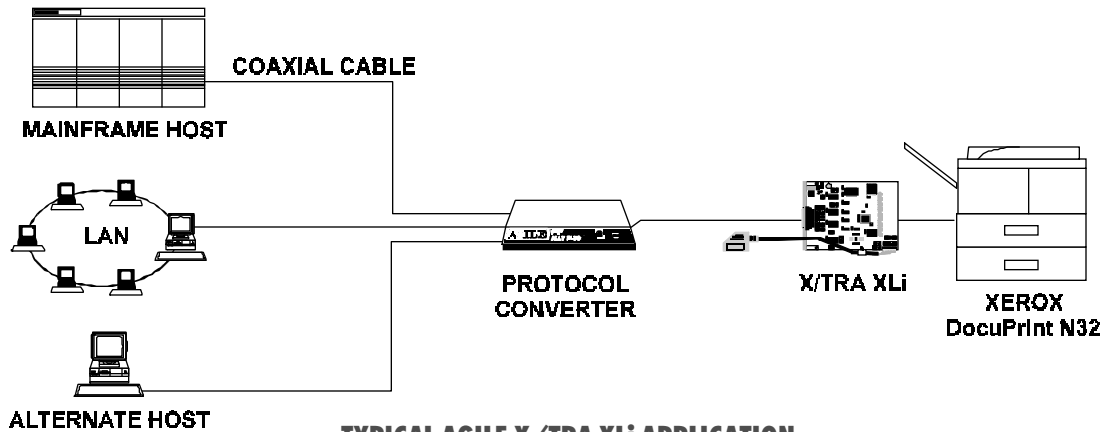 COAXIAL CABLE
MAINFRAME HOST
LAN
PROTOCOL
CONVERTER
X/TRA XLi
XEROX
DocuPrint N32
ALTERNATE HOST
TYPICAL AGILE X/TRA XLi APPLICATION